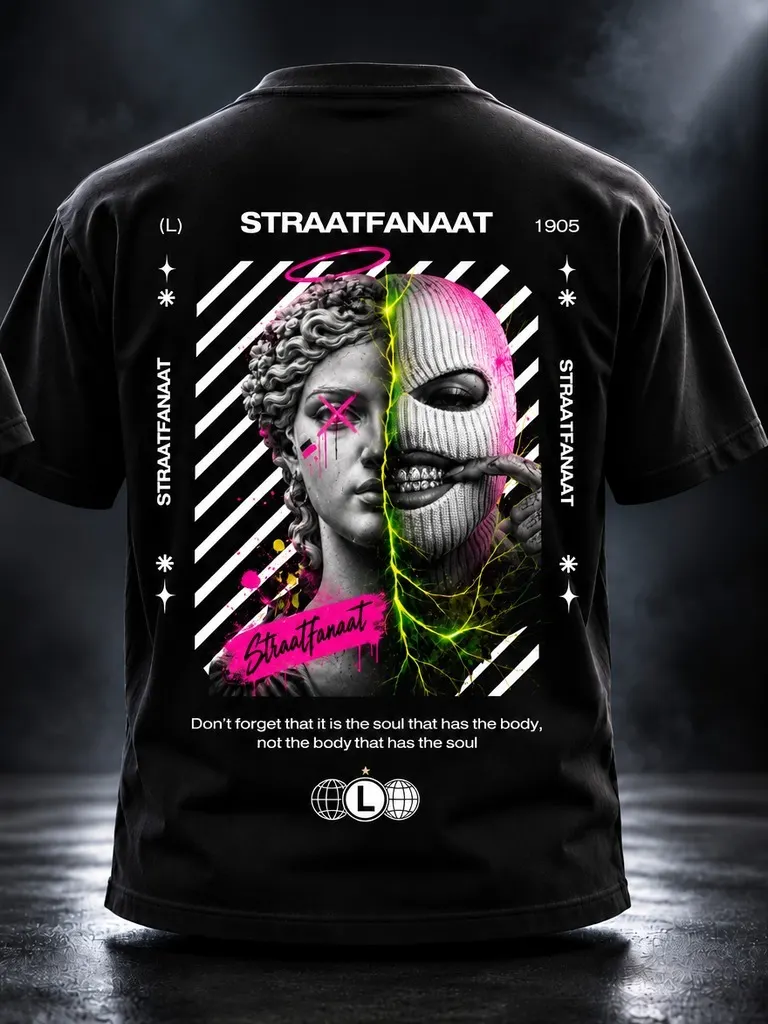 (L) STRAATFANAAT 1905
STRAATFANAAT
STRAATFANAAT
Straatfanaat
Don't forget that it is the soul that has the body,
not the body that has the soul
L